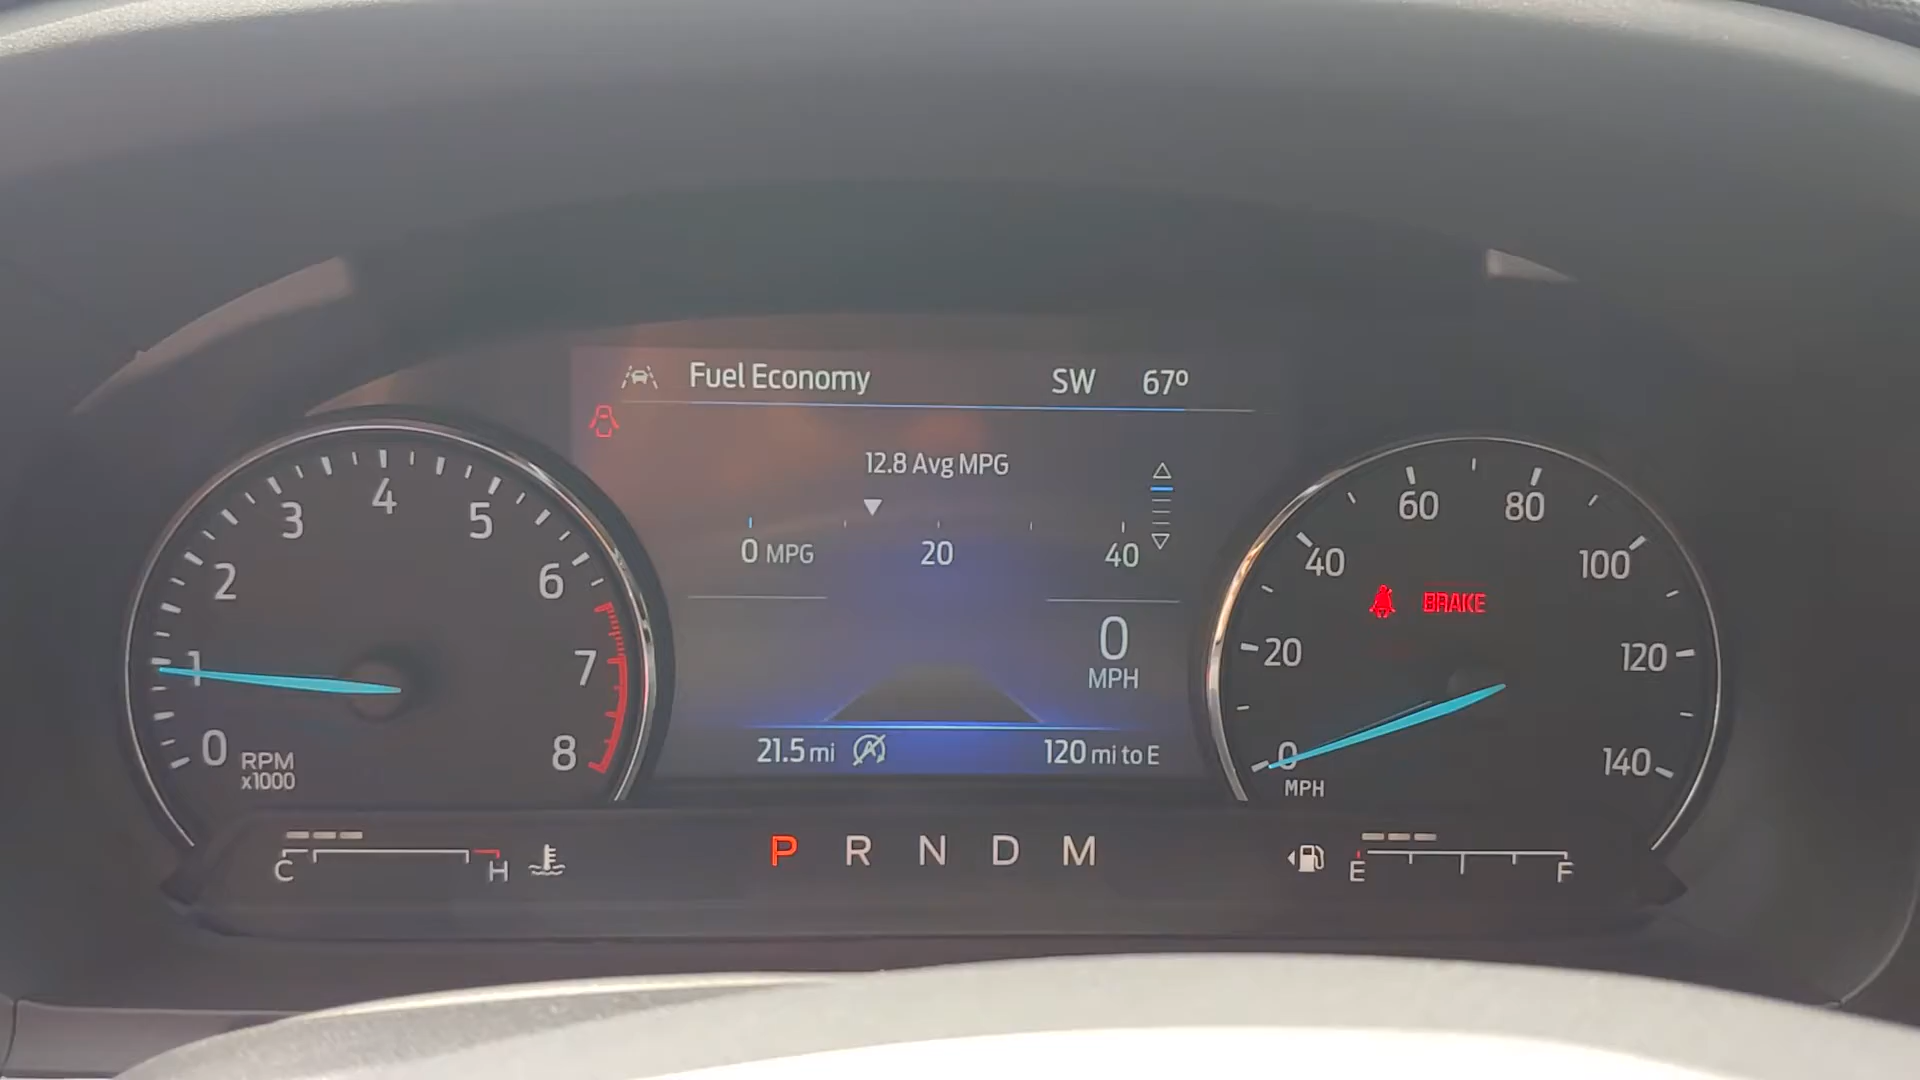 Fuel Economy SW 67º
12.8 Avg MPG
0 MPG 20 40
0
MPH
21.5 mi 120 mi to E
0 1 2 3 4 5 6 7 8
RPM
x1000
0 20 40 60 80 100 120 140
MPH
BRAKE
C H
P R N D M
E F